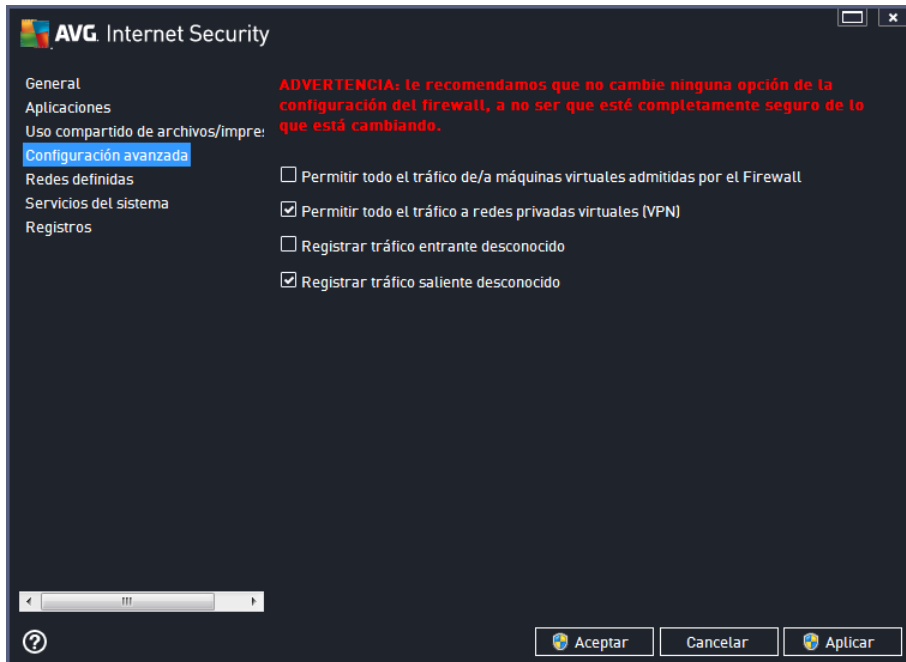 AVG. Internet Security
General
Aplicaciones
Uso compartido de archivos/impre
Configuración avanzada
Redes definidas
Servicios del sistema
Registros
ADVERTENCIA: le recomendamos que no cambie ninguna opción de la
configuración del firewall, a no ser que esté completamente seguro de lo
que está cambiando.
Permitir todo el tráfico de/a máquinas virtuales admitidas por el Firewall
Permitir todo el tráfico a redes privadas virtuales (VPN)
Registrar tráfico entrante desconocido
Registrar tráfico saliente desconocido
Aceptar
Cancelar
Aplicar